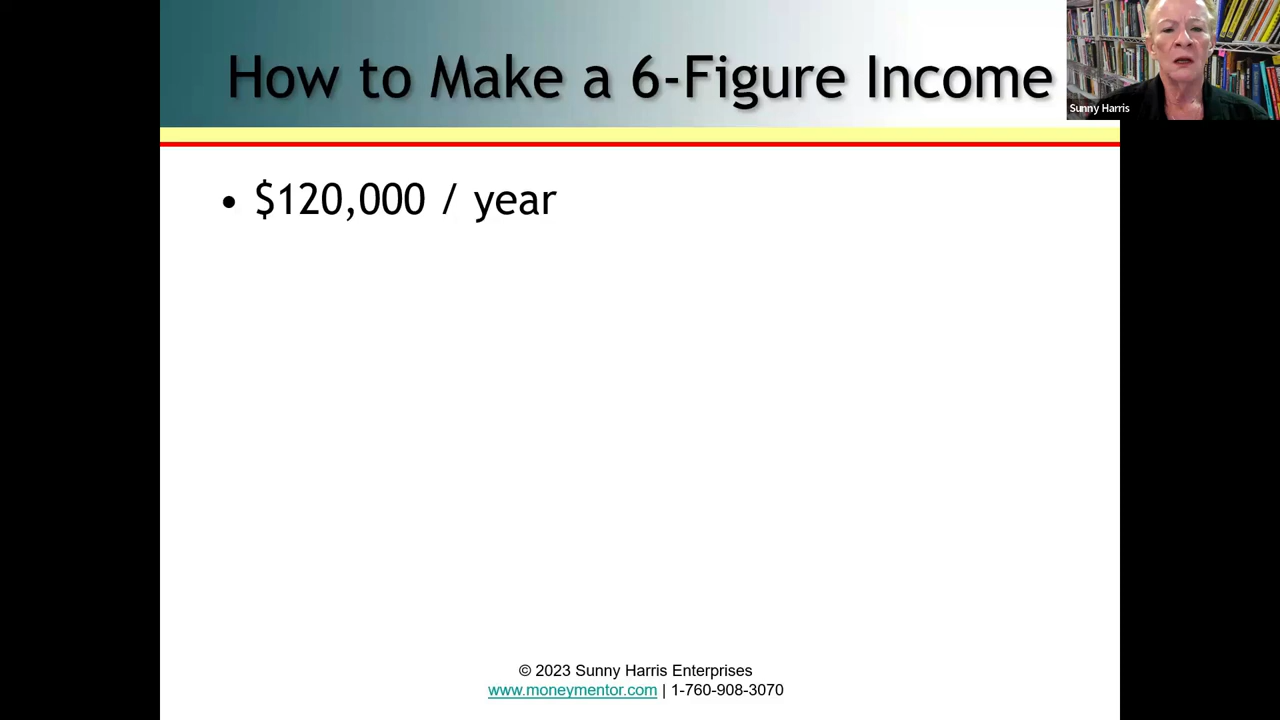 How to Make a 6-Figure Income
Sunny Harris
• $120,000 / year
© 2023 Sunny Harris Enterprises
www.moneymentor.com | 1-760-908-3070